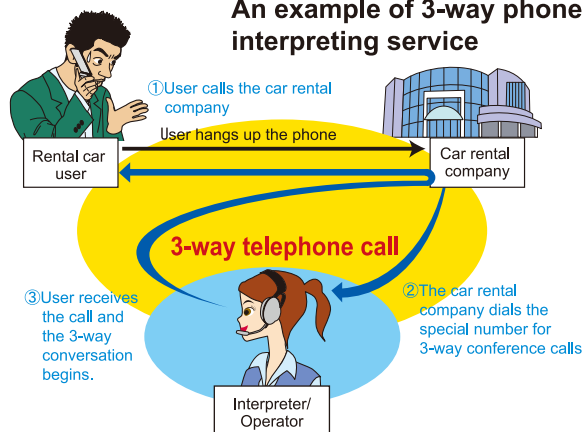 An example of 3-way phone
interpreting service
①User calls the car rental
company
User hangs up the phone
Rental car
user
Car rental
company
3-way telephone call
③User receives
the call and
the 3-way
conversation
begins.
②The car rental
company dials the
special number for
3-way conference calls
Interpreter/
Operator